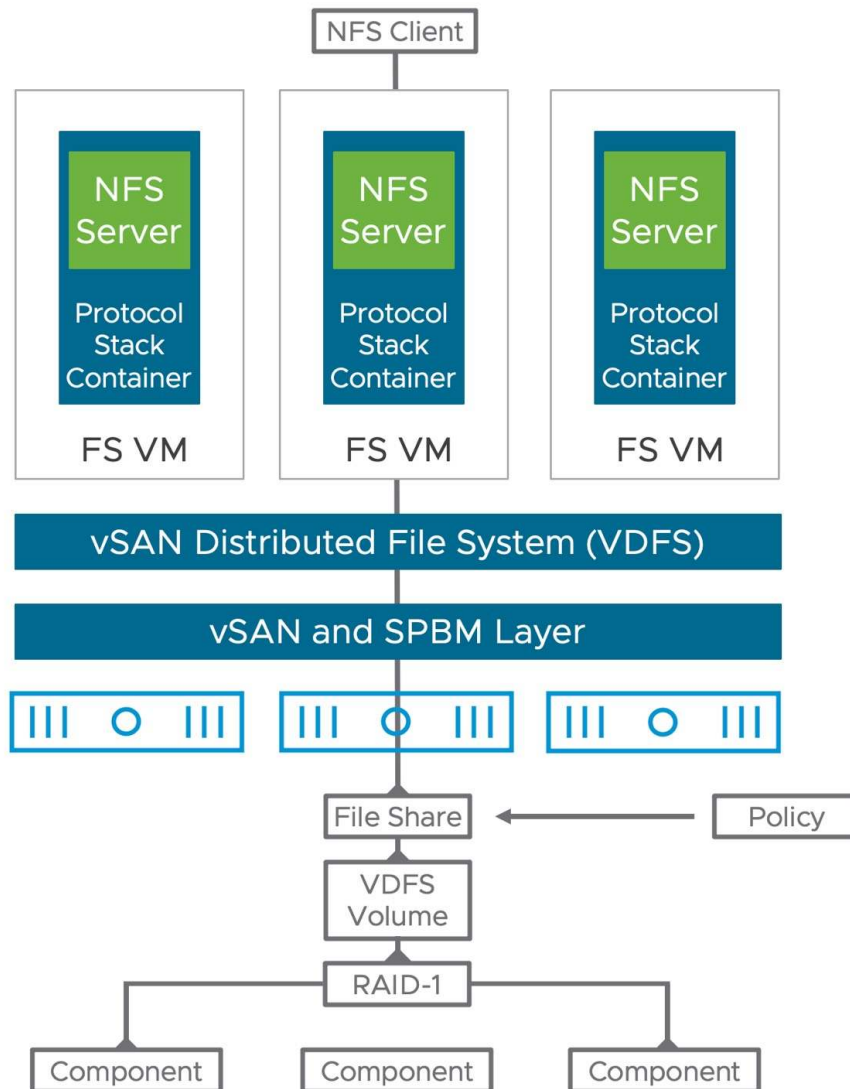 NFS Client
NFS
Server
Protocol
Stack
Container
FS VM
NFS
Server
Protocol
Stack
Container
FS VM
NFS
Server
Protocol
Stack
Container
FS VM
vSAN Distributed File System (VDFS)
vSAN and SPBM Layer
File Share
Policy
VDFS
Volume
RAID-1
Component
Component
Component